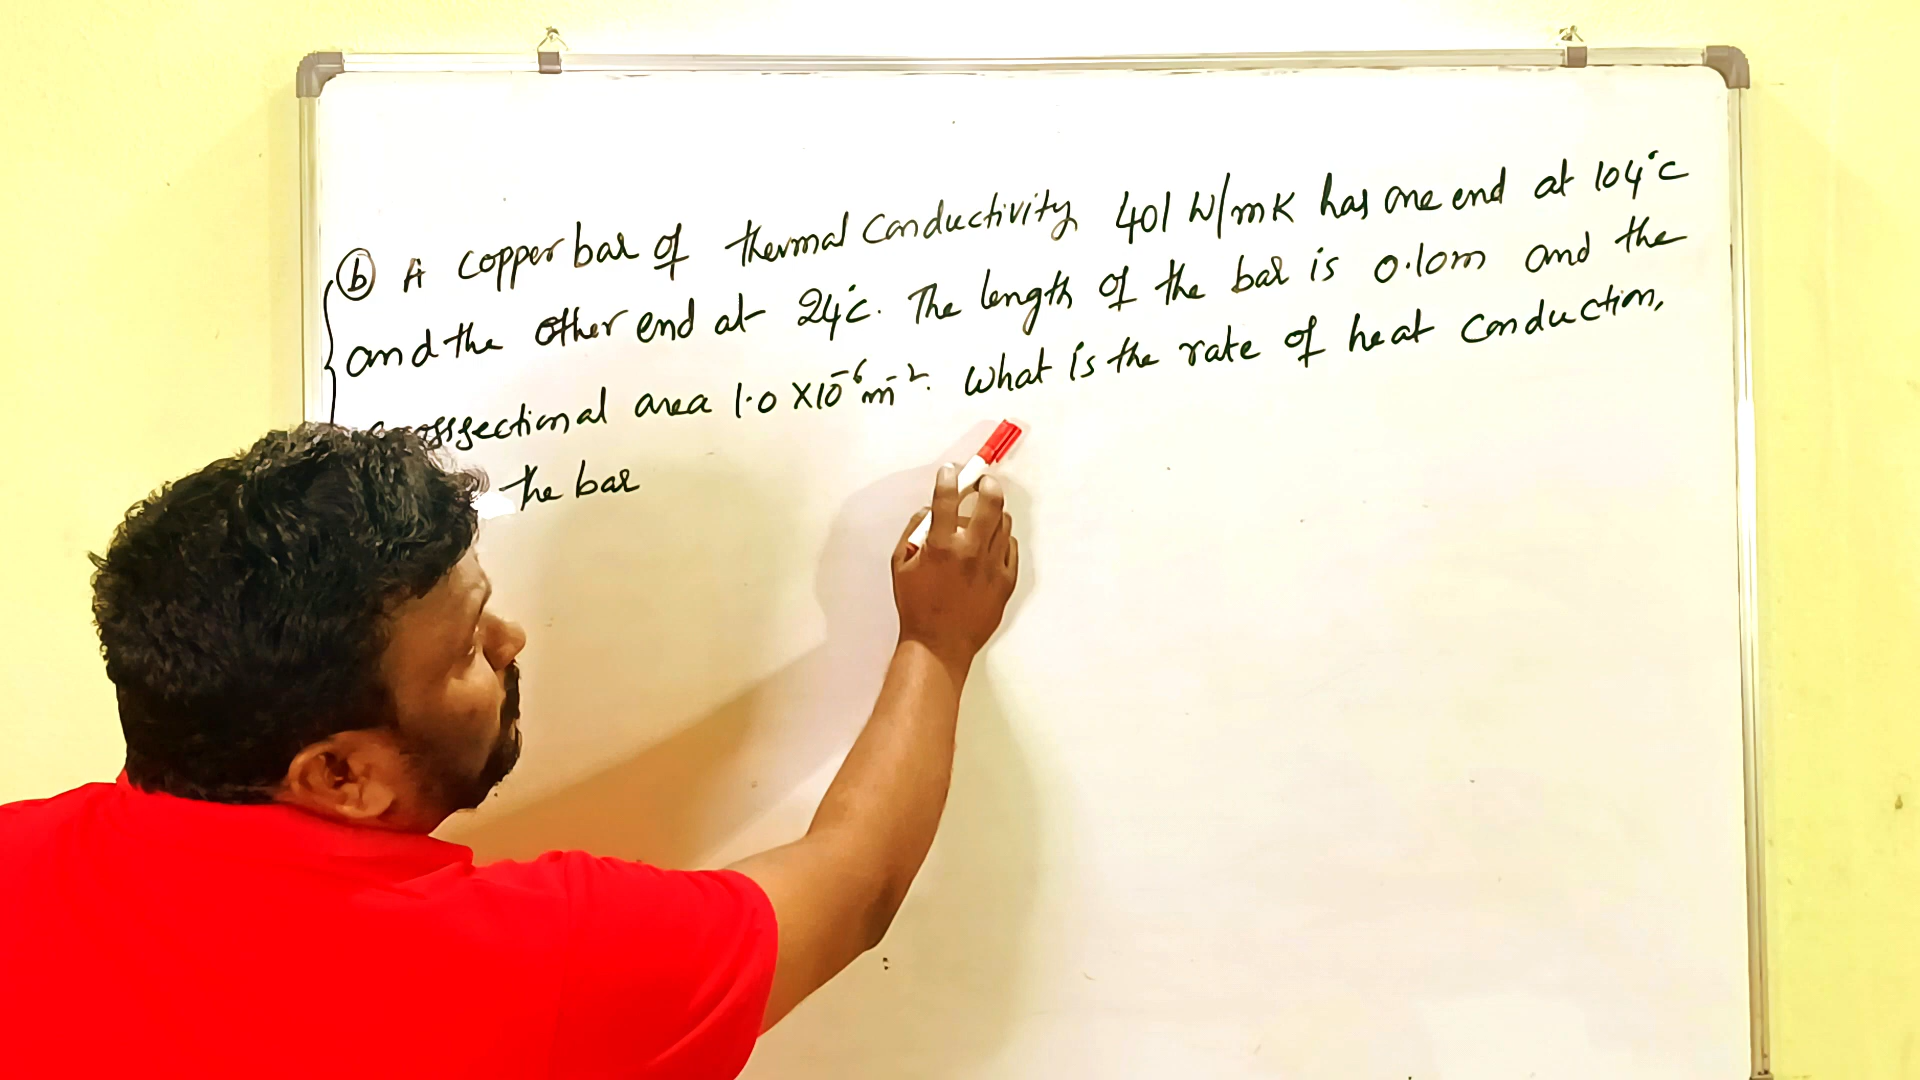 ⓑ A copper bar of thermal conductivity 401 W/mK has one end at 104°C
and the other end at 24°C. The length of the bar is 0.10m and the
sectional area 1.0 X10⁻⁶ m⁻². What is the rate of heat conduction,
the bar